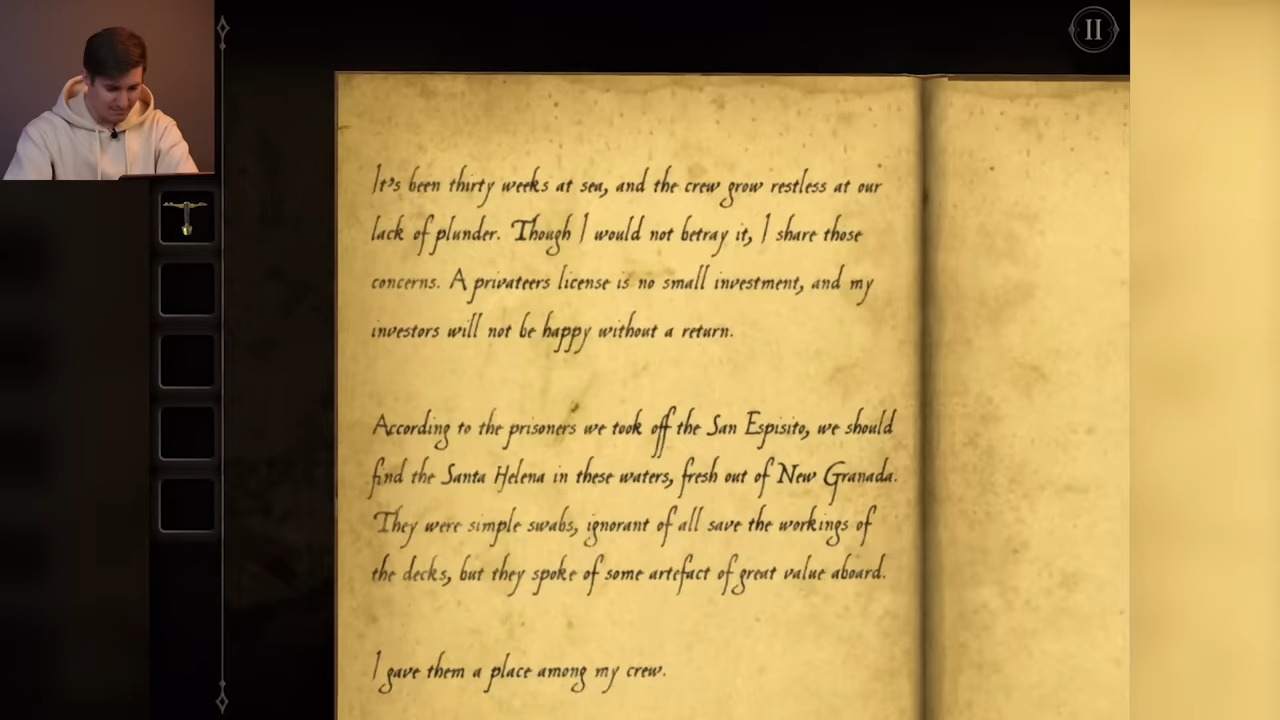 II
It's been thirty weeks at sea, and the crew grow restless at our
lack of plunder. Though I would not betray it, I share those
concerns. A privateers license is no small investment, and my
investors will not be happy without a return.
According to the prisoners we took off the San Espisito, we should
find the Santa Helena in these waters, fresh out of New Granada.
They were simple swabs, ignorant of all save the workings of
the decks, but they spoke of some artefact of great value aboard.
I gave them a place among my crew.